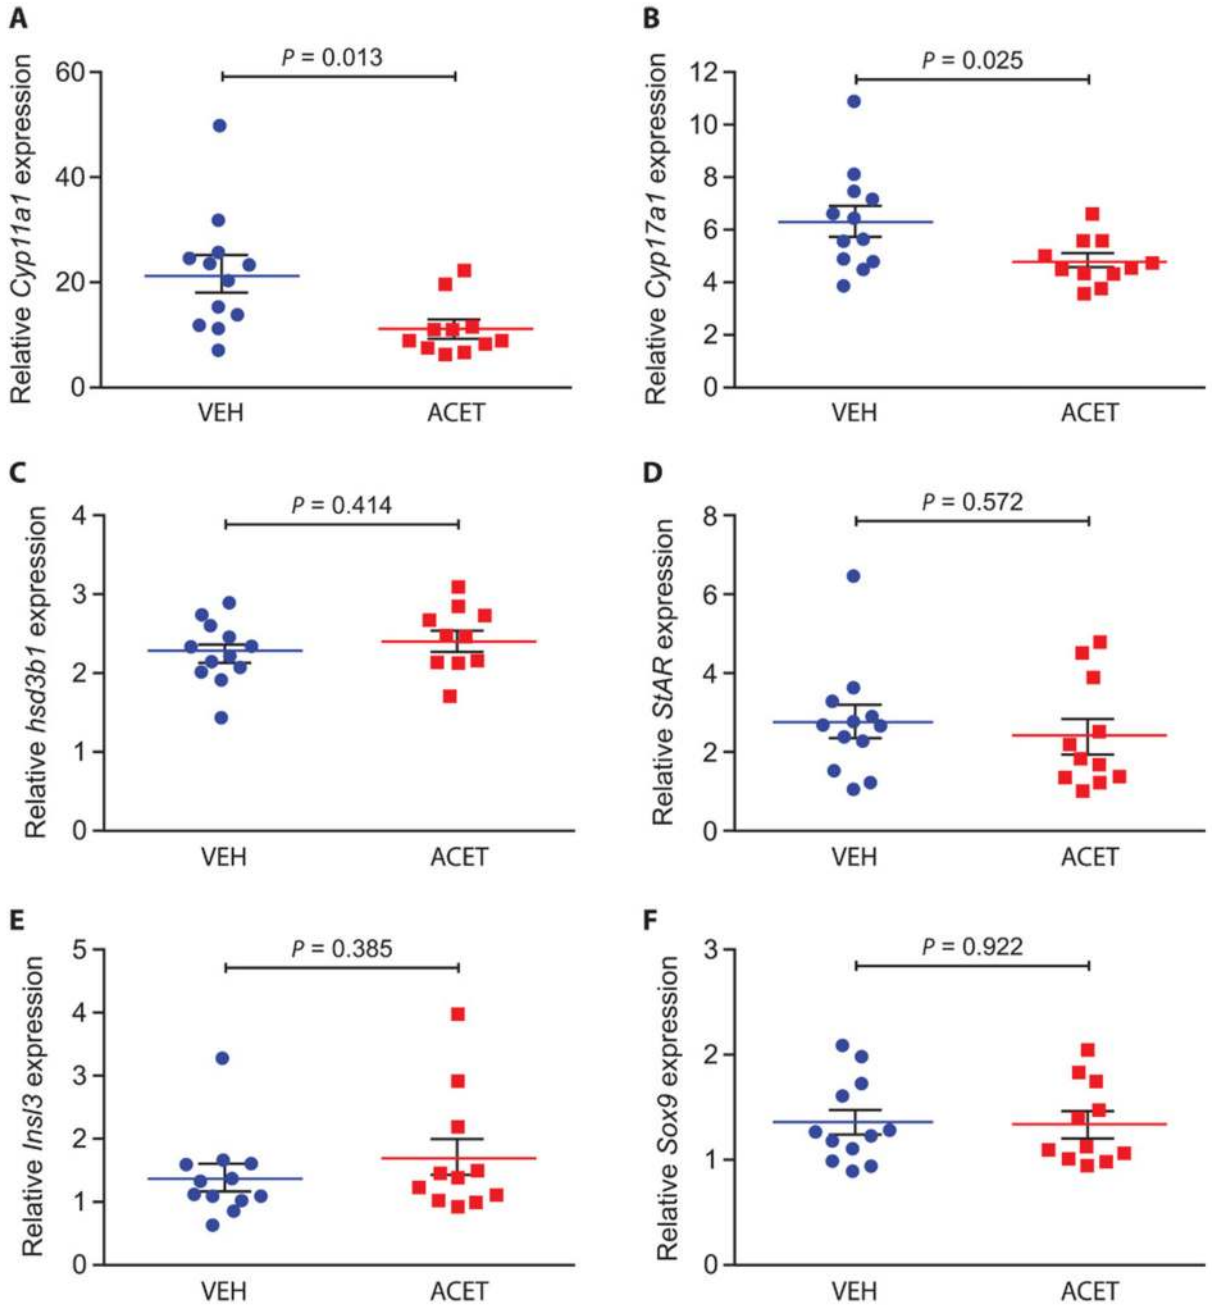 A
P = 0.013
Relative Cyp11a1 expression
60
40
20
0
VEH
ACET
B
P = 0.025
Relative Cyp17a1 expression
12
10
8
6
4
2
0
VEH
ACET
C
P = 0.414
Relative hsd3b1 expression
4
3
2
1
0
VEH
ACET
D
P = 0.572
Relative StAR expression
8
6
4
2
0
VEH
ACET
E
P = 0.385
Relative Insl3 expression
5
4
3
2
1
0
VEH
ACET
F
P = 0.922
Relative Sox9 expression
3
2
1
0
VEH
ACET